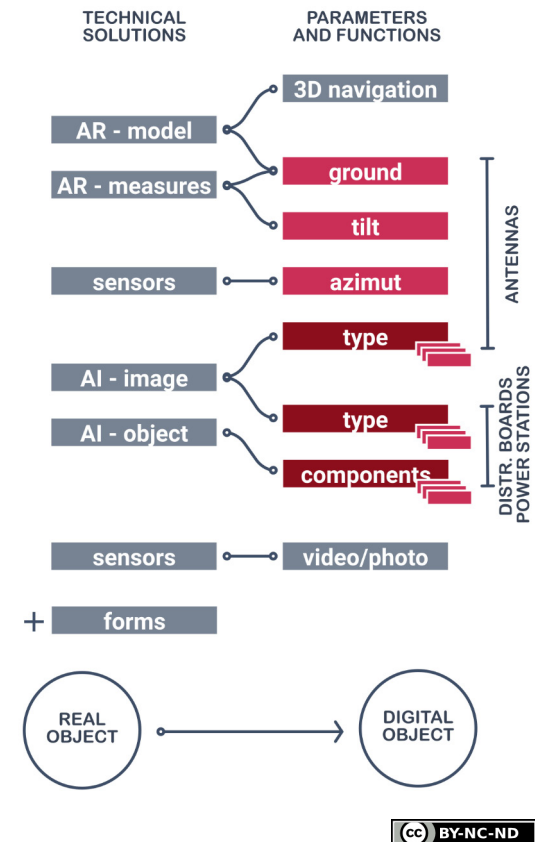 TECHNICAL
SOLUTIONS
PARAMETERS
AND FUNCTIONS
3D navigation
AR - model
ground
AR - measures
tilt
sensors
azimut
type
AI - image
type
AI - object
components
sensors
video/photo
+ forms
ANTENNAS
DISTR. BOARDS
POWER STATIONS
REAL
OBJECT
DIGITAL
OBJECT
cc BY-NC-ND